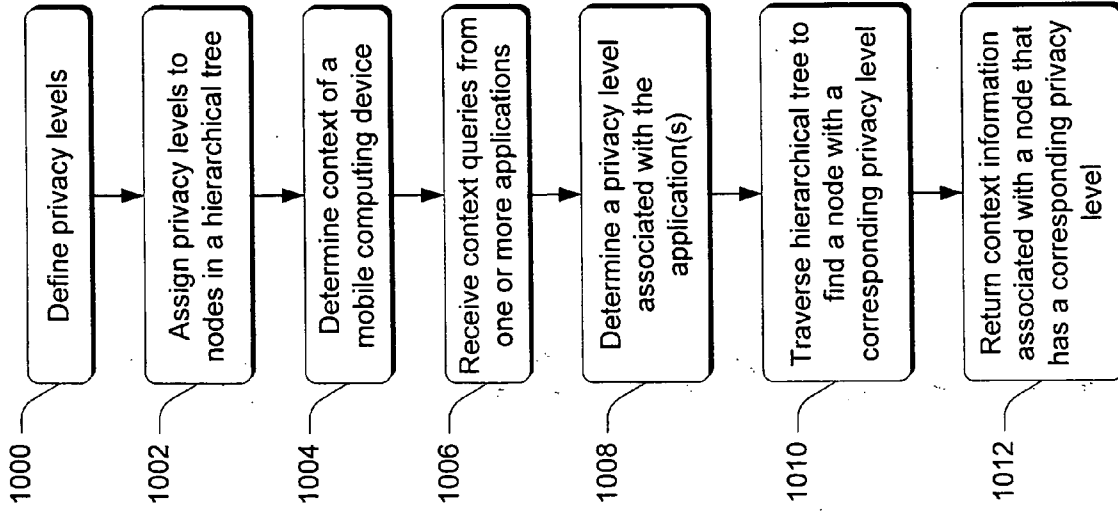 1000
Define privacy levels
1002
Assign privacy levels to
nodes in a hierarchical tree
1004
Determine context of a
mobile computing device
1006
Receive context queries from
one or more applications
1008
Determine a privacy level
associated with the
application(s)
1010
Traverse hierarchical tree to
find a node with a
corresponding privacy level
1012
Return context information
associated with a node that
has a corresponding privacy
level